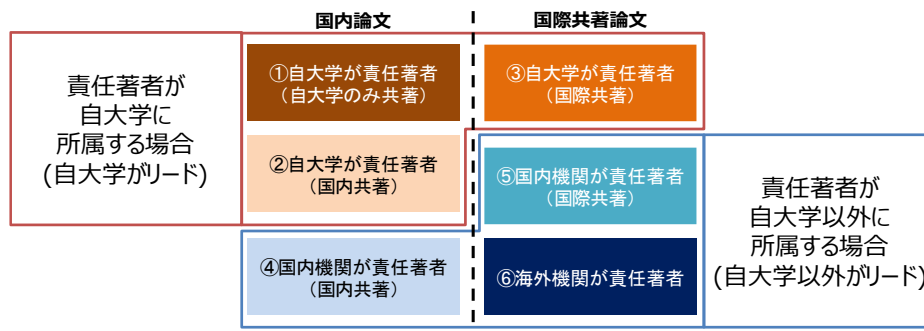 国内論文
国際共著論文
責任著者が
自大学に
所属する場合
(自大学がリード)
①自大学が責任著者
(自大学のみ共著)
③自大学が責任著者
(国際共著)
②自大学が責任著者
(国内共著)
⑤国内機関が責任著者
(国際共著)
④国内機関が責任著者
(国内共著)
⑥海外機関が責任著者
責任著者が
自大学以外に
所属する場合
(自大学以外がリード)